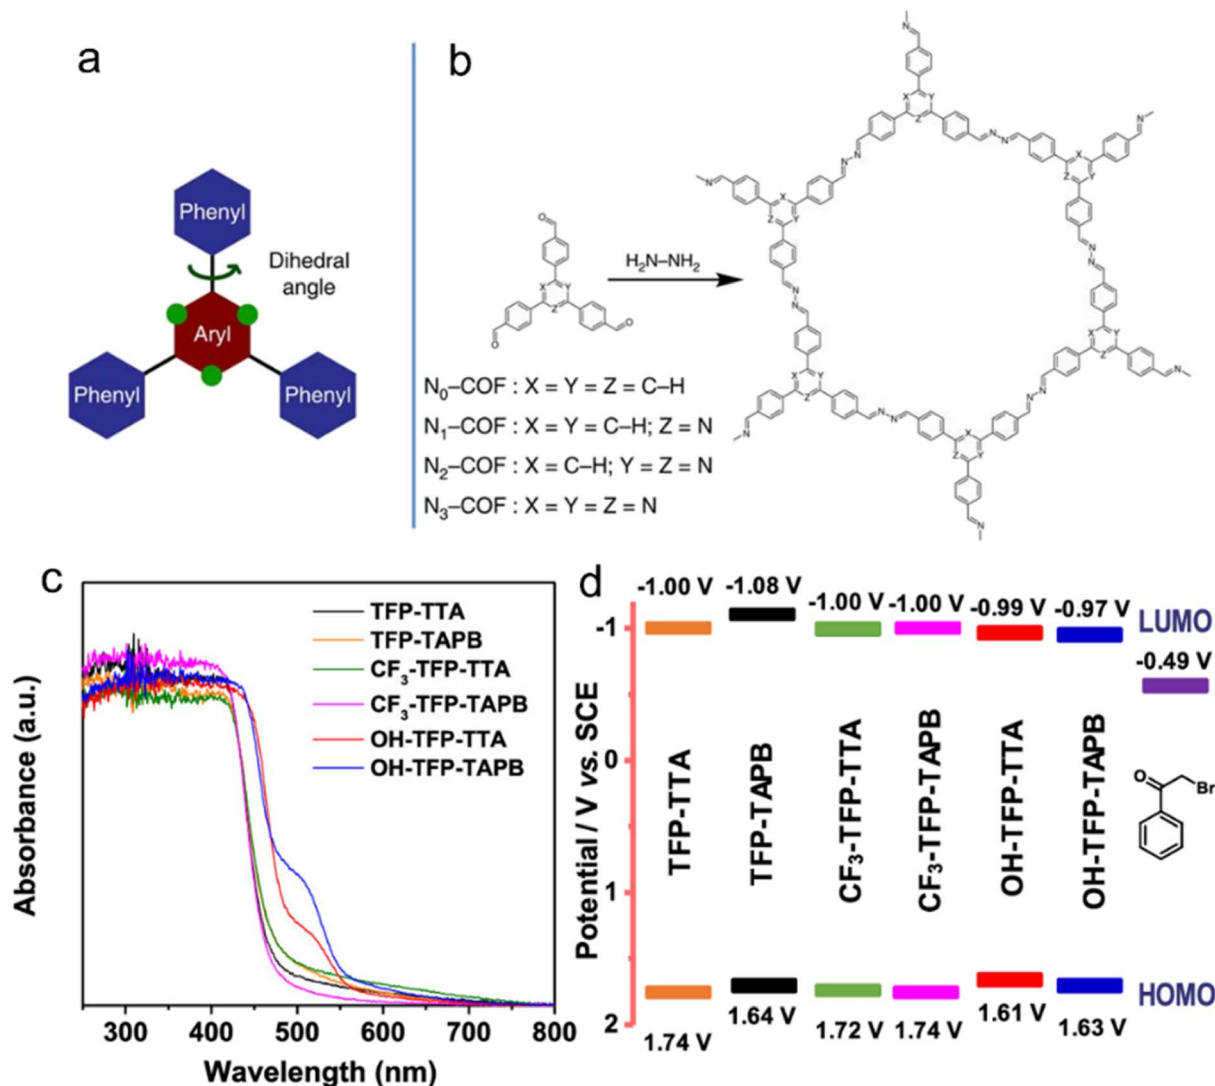 a
Phenyl
Dihedral
angle
Aryl
Phenyl
Phenyl
b
H₂N–NH₂
N₀–COF : X = Y = Z = C–H
N₁–COF : X = Y = C–H; Z = N
N₂–COF : X = C–H; Y = Z = N
N₃–COF : X = Y = Z = N
c
TFP-TTA
TFP-TAPB
CF₃-TFP-TTA
CF₃-TFP-TAPB
OH-TFP-TTA
OH-TFP-TAPB
Absorbance (a.u.)
300 400 500 600 700 800
Wavelength (nm)
d
-1.00 V -1.08 V -1.00 V -1.00 V -0.99 V -0.97 V
LUMO
-0.49 V
-1
0
1
2
Potential / V vs. SCE
TFP-TTA
TFP-TAPB
CF₃-TFP-TTA
CF₃-TFP-TAPB
OH-TFP-TTA
OH-TFP-TAPB
O
Br
HOMO
1.74 V 1.64 V 1.72 V 1.74 V 1.61 V 1.63 V